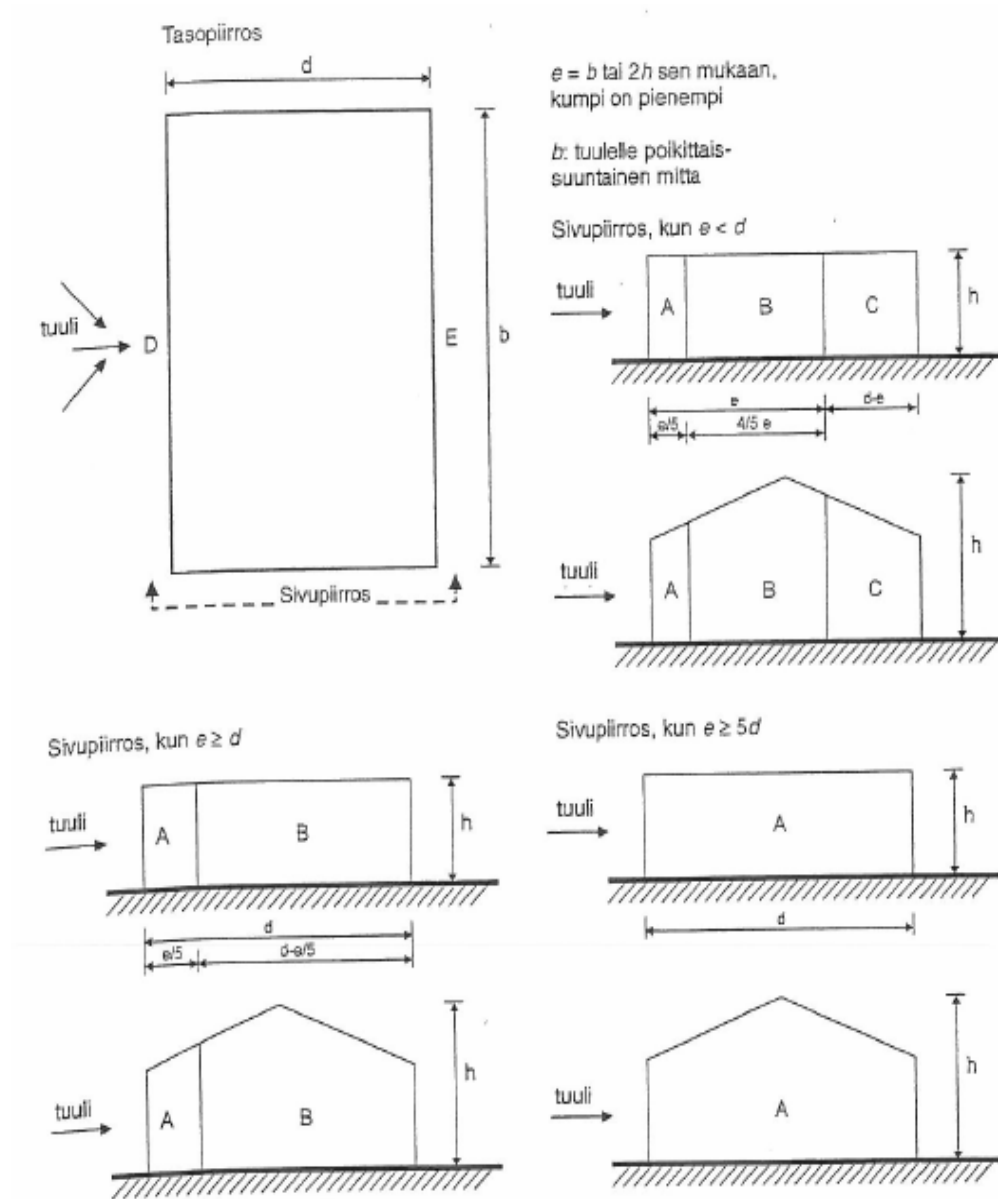 Tasopiirros
d
tuuli
D
E
b
Sivupiirros
e = b tai 2h sen mukaan,
kumpi on pienempi
b: tuulelle poikittais-
suuntainen mitta
Sivupiirros, kun e < d
tuuli
A
B
C
h
e
d-e
e/5
4/5 e
tuuli
A
B
C
h
Sivupiirros, kun e ≥ d
tuuli
A
B
h
d
e/5
d-e/5
tuuli
A
B
h
Sivupiirros, kun e ≥ 5d
tuuli
A
h
d
tuuli
A
h